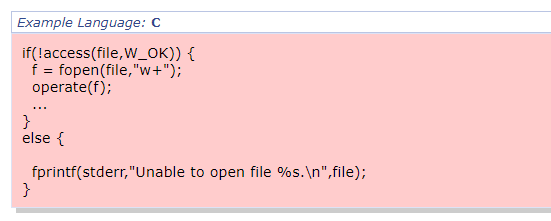 Example Language: C
if(!access(file,W_OK)) {
f = fopen(file,"w+");
operate(f);
...
}
else {
fprintf(stderr,"Unable to open file %s.\n",file);
}